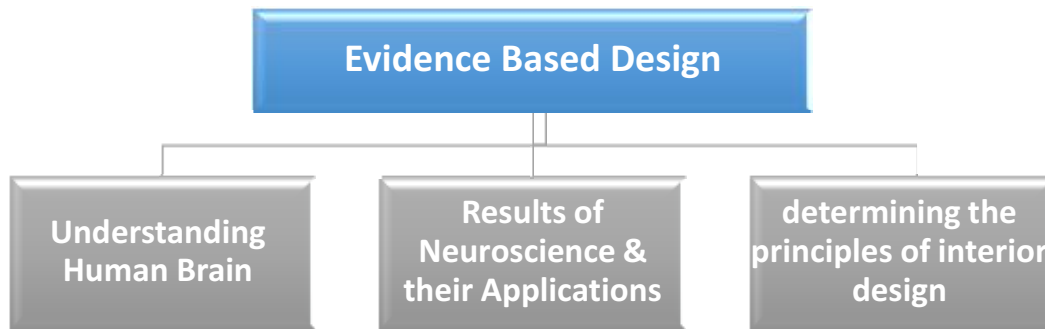 Evidence Based Design
Understanding
Human Brain
Results of
Neuroscience &
their Applications
determining the
principles of interior
design